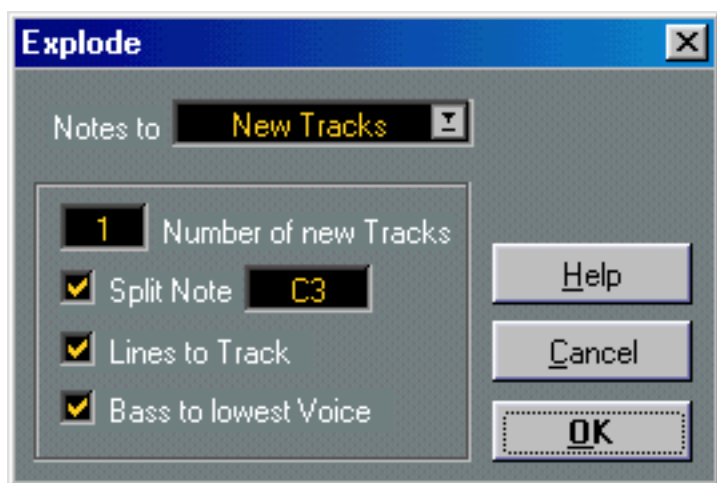 Explode
Notes to New Tracks
1 Number of new Tracks
Split Note C3
Lines to Track
Bass to lowest Voice
Help
Cancel
OK